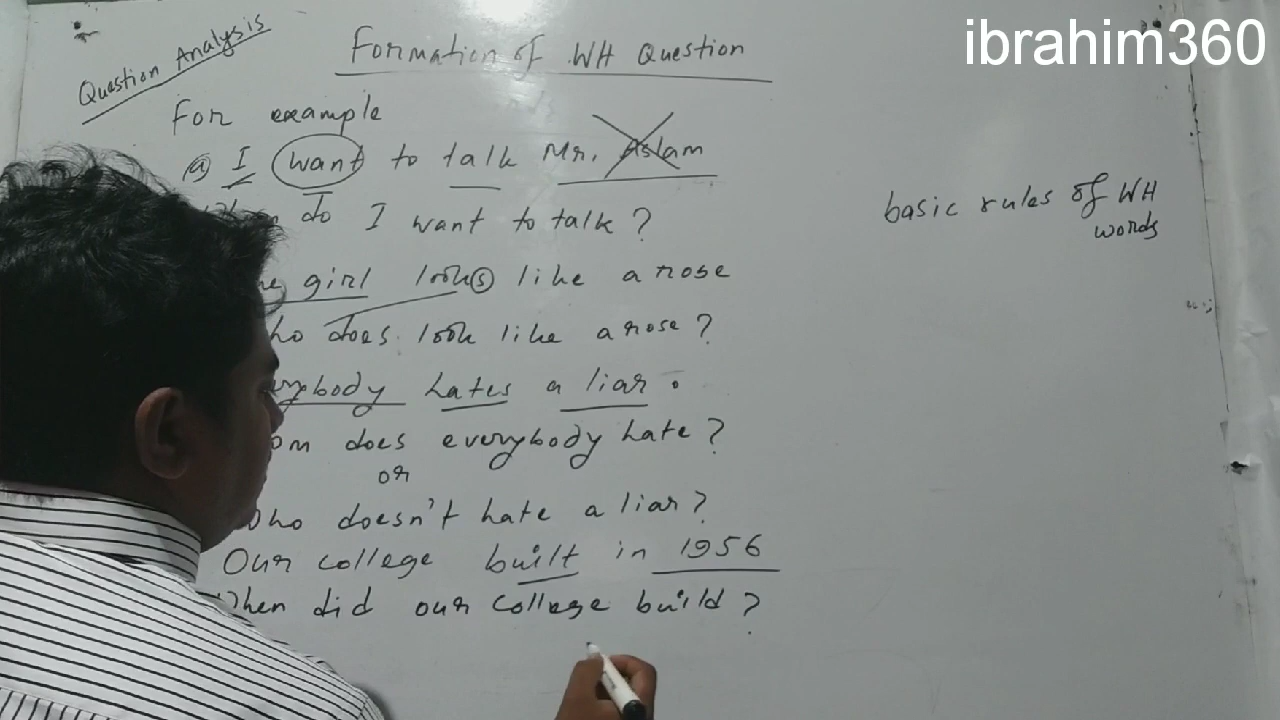 ibrahim360
Question Analysis
Formation of WH Question
For example
(a) I want to talk Mr. Aslam
do I want to talk?
girl looks like a rose
does look like a rose?
hates a liar.
does everybody hate?
or
Who doesn't hate a liar?
Our college built in 1956
When did our college build?
basic rules of WH
words